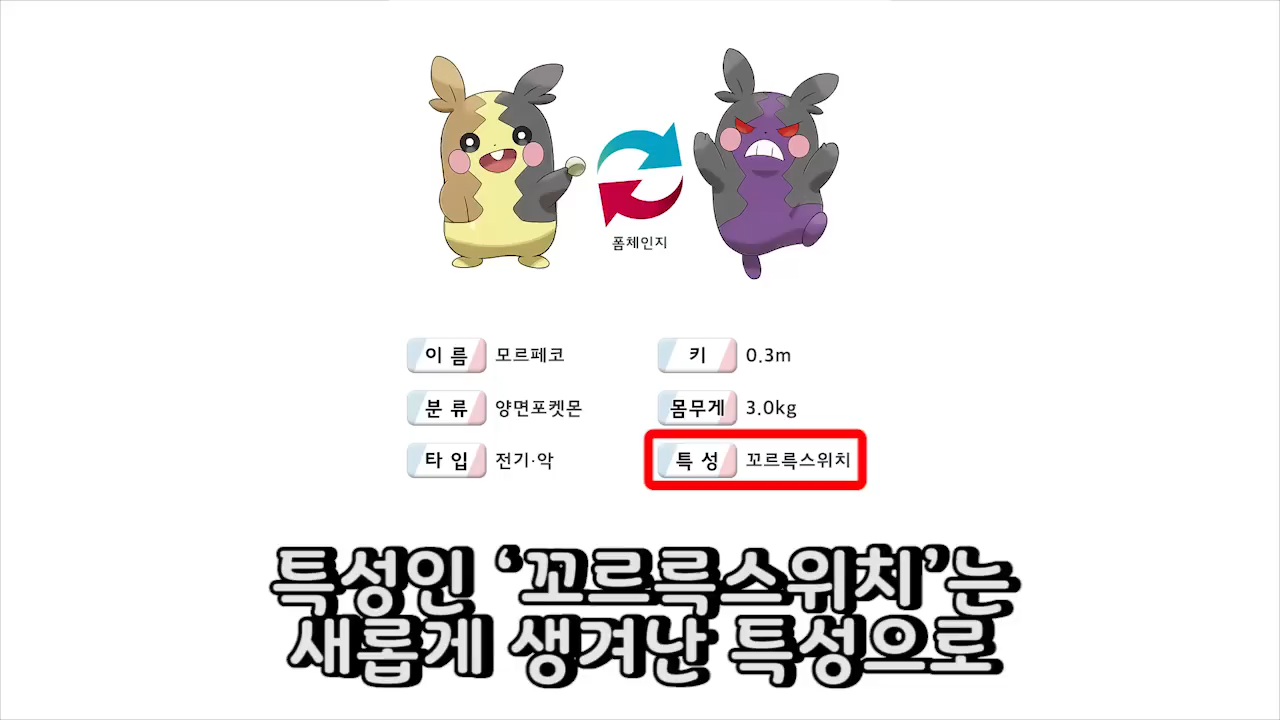 폼체인지
이 름 모르페코
키 0.3m
분 류 양면포켓몬
몸무게 3.0kg
타 입 전기·악
특 성 꼬르륵스위치
특성인 ‘꼬르륵스위치’는
새롭게 생겨난 특성으로